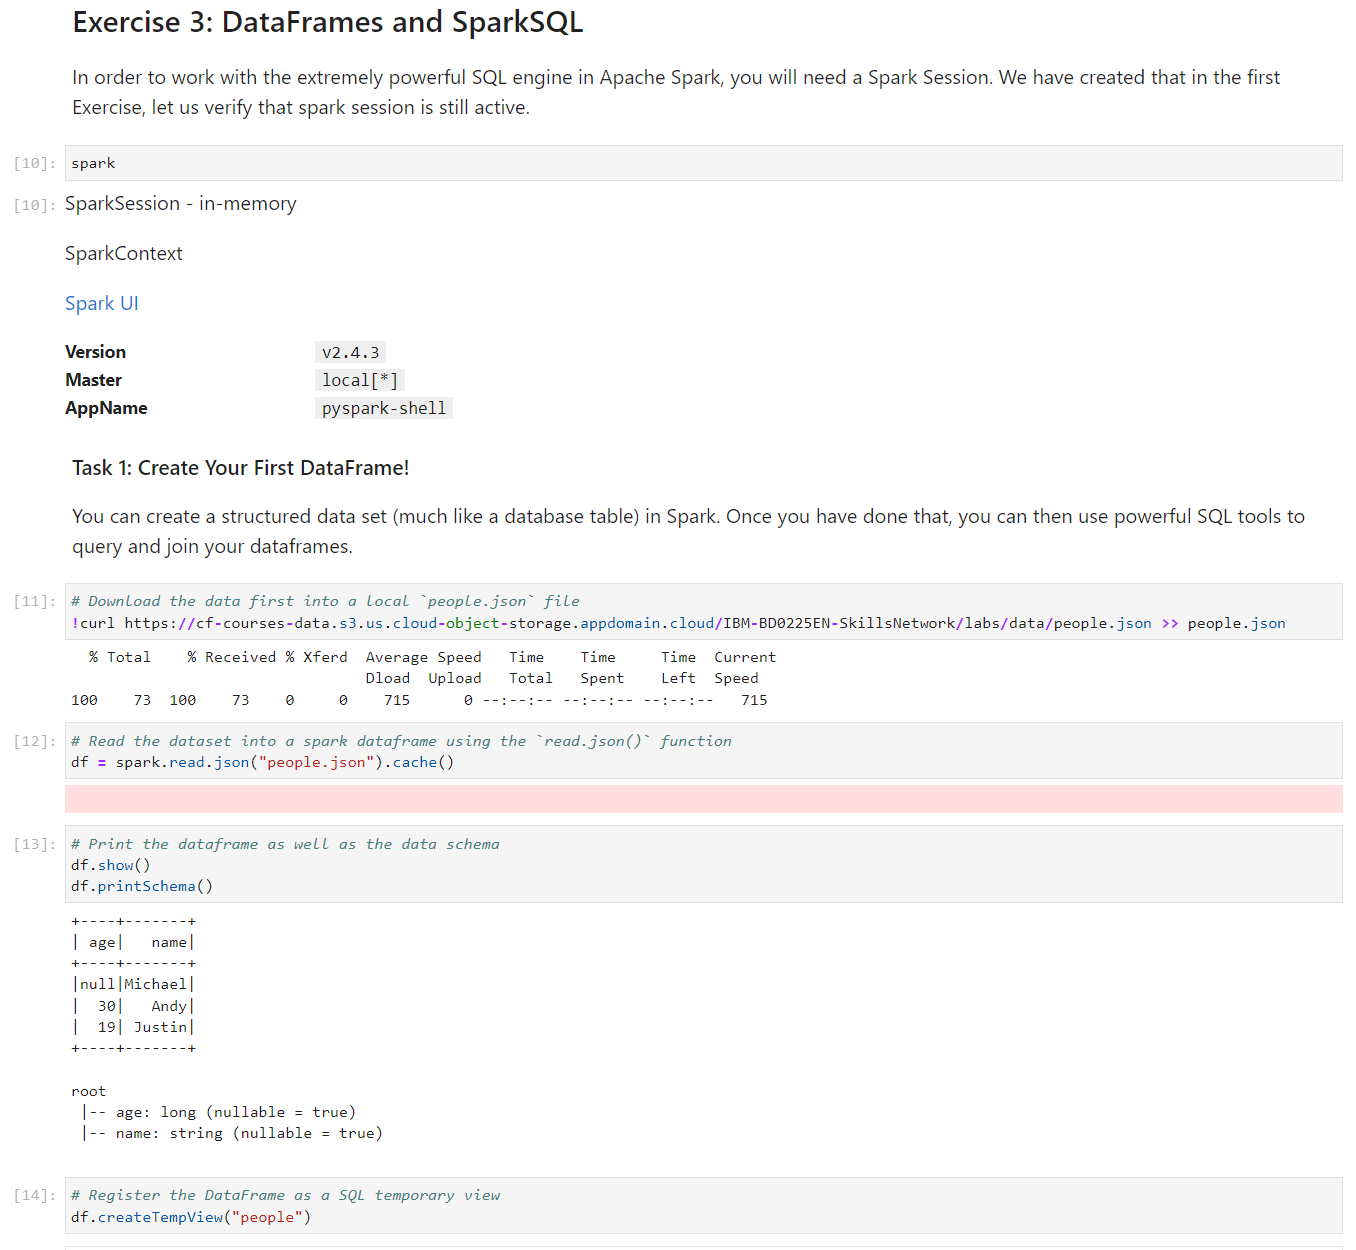 Exercise 3: DataFrames and SparkSQL
In order to work with the extremely powerful SQL engine in Apache Spark, you will need a Spark Session. We have created that in the first
Exercise, let us verify that spark session is still active.
[10]: spark
[10]: SparkSession - in-memory
SparkContext
Spark UI
Version v2.4.3
Master local[*]
AppName pyspark-shell
Task 1: Create Your First DataFrame!
You can create a structured data set (much like a database table) in Spark. Once you have done that, you can then use powerful SQL tools to
query and join your dataframes.
[11]: # Download the data first into a local `people.json` file
!curl https://cf-courses-data.s3.us.cloud-object-storage.appdomain.cloud/IBM-BD0225EN-SkillsNetwork/labs/data/people.json >> people.json
  % Total    % Received % Xferd  Average Speed   Time    Time     Time  Current
                                 Dload  Upload   Total   Spent    Left  Speed
100    73  100    73    0     0    715      0 --:--:-- --:--:-- --:--:--   715
[12]: # Read the dataset into a spark dataframe using the `read.json()` function
df = spark.read.json("people.json").cache()
[13]: # Print the dataframe as well as the data schema
df.show()
df.printSchema()
+----+-------+
| age|   name|
+----+-------+
|null|Michael|
|  30|   Andy|
|  19| Justin|
+----+-------+
root
 |-- age: long (nullable = true)
 |-- name: string (nullable = true)
[14]: # Register the DataFrame as a SQL temporary view
df.createTempView("people")